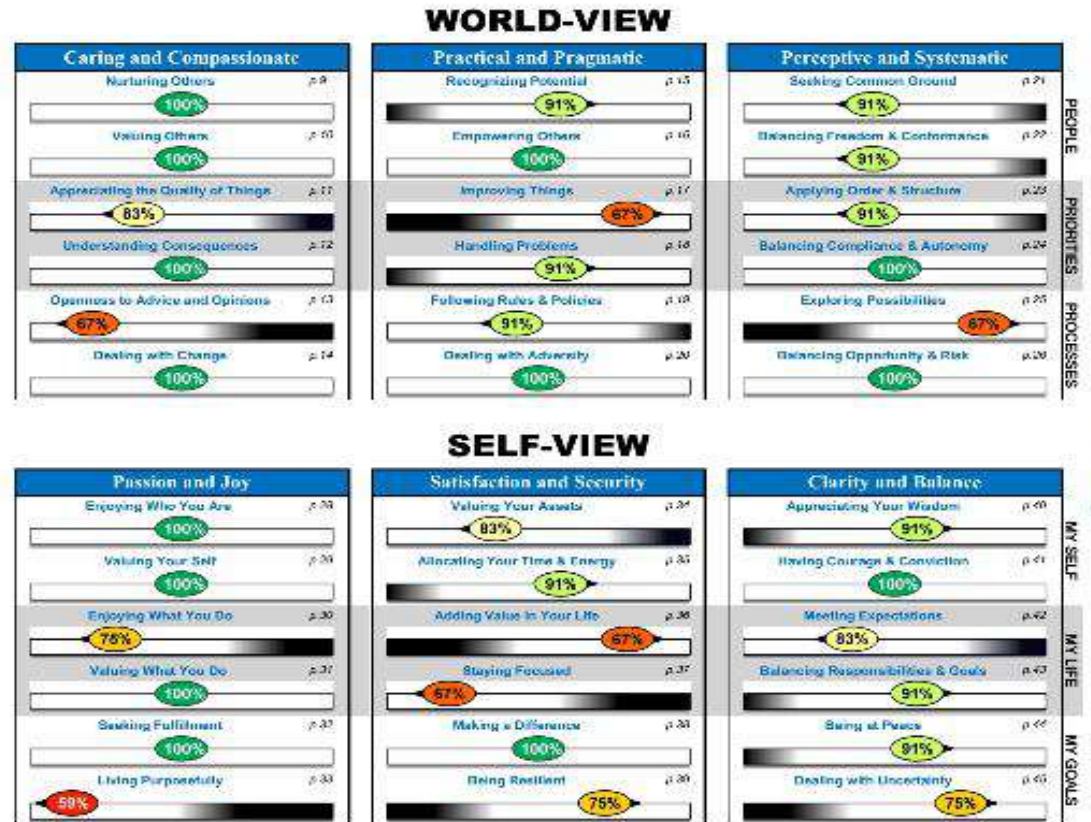 WORLD-VIEW
Caring and Compassionate
Nurturing Others p.9
100%
Valuing Others p.10
100%
Appreciating the Quality of Things p.11
83%
Understanding Consequences p.12
100%
Openness to Advice and Opinions p.13
67%
Dealing with Change p.14
100%
Practical and Pragmatic
Recognizing Potential p.15
91%
Empowering Others p.16
100%
Improving Things p.17
67%
Handling Problems p.18
91%
Following Rules & Policies p.19
91%
Dealing with Adversity p.20
100%
Perceptive and Systematic
Seeking Common Ground p.21
91%
Balancing Freedom & Conformance p.22
91%
Applying Order & Structure p.23
91%
Balancing Compliance & Autonomy p.24
100%
Exploring Possibilities p.25
67%
Balancing Opportunity & Risk p.26
100%
PEOPLE
PRIORITIES
PROCESSES
SELF-VIEW
Passion and Joy
Enjoying Who You Are p.28
100%
Valuing Your Self p.29
100%
Enjoying What You Do p.30
75%
Valuing What You Do p.31
100%
Seeking Fulfillment p.32
100%
Living Purposefully p.33
59%
Satisfaction and Security
Valuing Your Assets p.34
83%
Allocating Your Time & Energy p.35
91%
Adding Value in Your Life p.36
67%
Staying Focused p.37
67%
Making a Difference p.38
100%
Being Resilient p.39
75%
Clarity and Balance
Appreciating Your Wisdom p.40
91%
Having Courage & Conviction p.41
100%
Meeting Expectations p.42
83%
Balancing Responsibilities & Goals p.43
91%
Being at Peace p.44
91%
Dealing with Uncertainty p.45
75%
MY SELF
MY LIFE
MY GOALS